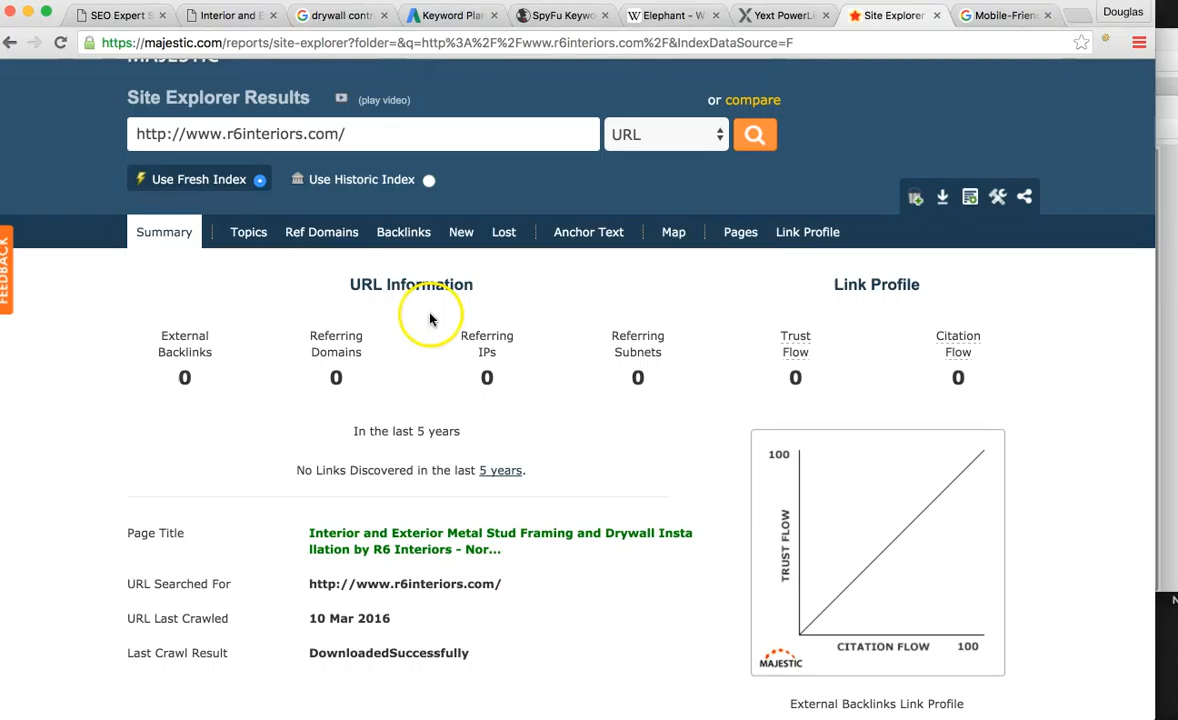 SEO Expert S
Interior and E
drywall contr
Keyword Plan
SpyFu Keywo
Elephant - W
Yext PowerLi
Site Explorer
Mobile-Frien
Douglas
https://majestic.com/reports/site-explorer?folder=&q=http%3A%2F%2Fwww.r6interiors.com%2F&IndexDataSource=F
MAJESTIC
Site Explorer Results
(play video)
or compare
http://www.r6interiors.com/
URL
Use Fresh Index
Use Historic Index
FEEDBACK
Summary
Topics
Ref Domains
Backlinks
New
Lost
Anchor Text
Map
Pages
Link Profile
URL Information
Link Profile
External
Backlinks
0
Referring
Domains
0
Referring
IPs
0
Referring
Subnets
0
Trust
Flow
0
Citation
Flow
0
In the last 5 years
No Links Discovered in the last 5 years.
Page Title
Interior and Exterior Metal Stud Framing and Drywall Insta
llation by R6 Interiors - Nor...
URL Searched For
http://www.r6interiors.com/
URL Last Crawled
10 Mar 2016
Last Crawl Result
DownloadedSuccessfully
100
TRUST FLOW
CITATION FLOW
100
MAJESTIC
External Backlinks Link Profile